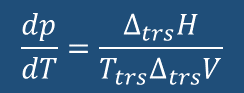 dp/dT = Δ_trs H / T_trs Δ_trs V